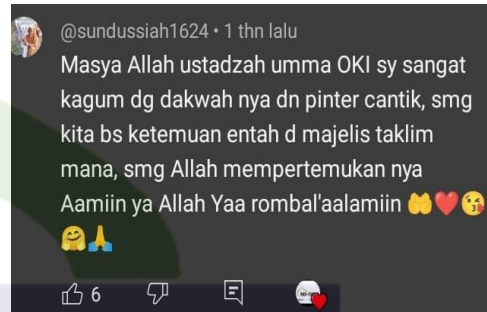 @sundussiah1624 • 1 thn lalu
Masya Allah ustadzah umma OKI sy sangat
kagum dg dakwah nya dn pinter cantik, smg
kita bs ketemuan entah d majelis taklim
mana, smg Allah mempertemukan nya
Aamiin ya Allah Yaa rombal'aalamiin 🤲❤️😘
🤗🙏
6